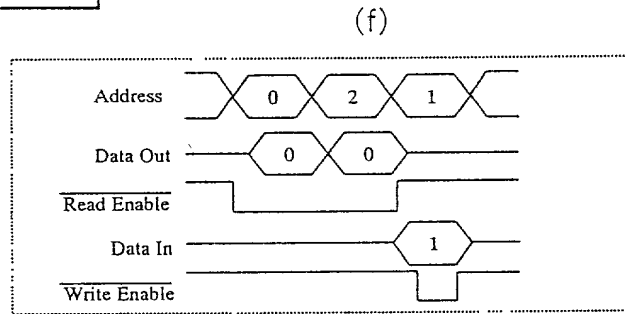 (f)
Address 0 2 1
Data Out 0 0
Read Enable
Data In 1
Write Enable